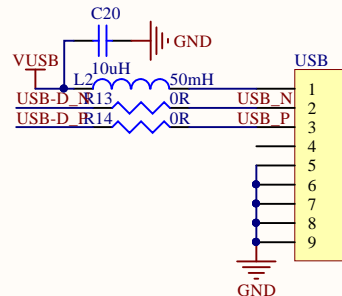 C20
GND
VUSB
10uH
USB
L2
50mH
1
USB-D_N
R13
0R
USB_N
2
USB-D_P
R14
0R
USB_P
3
4
5
6
7
8
9
GND